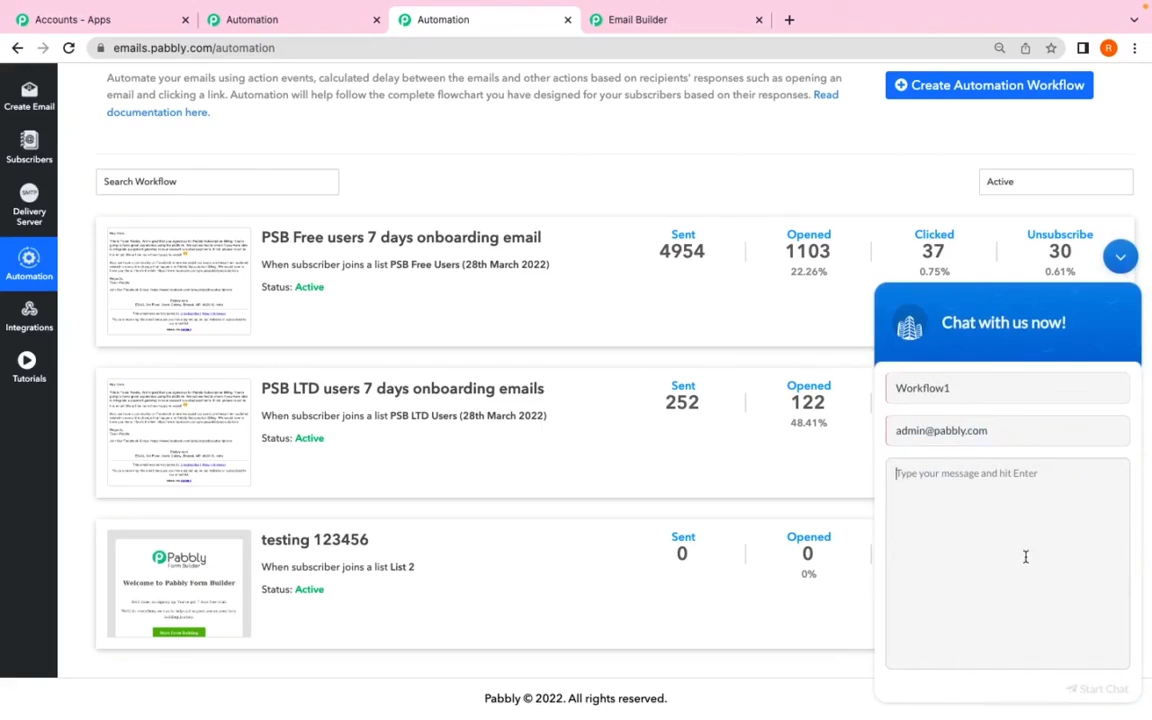 Accounts - Apps
Automation
Automation
Email Builder
emails.pabbly.com/automation
R
Create Email
Subscribers
SMTP
Delivery
Server
Automation
Integrations
Tutorials
Automate your emails using action events, calculated delay between the emails and other actions based on recipients' responses such as opening an
email and clicking a link. Automation will help follow the complete flowchart you have designed for your subscribers based on their responses. Read
documentation here.
Create Automation Workflow
Search Workflow
Active
PSB Free users 7 days onboarding email
When subscriber joins a list PSB Free Users (28th March 2022)
Status: Active
Sent
4954
Opened
1103
22.26%
Clicked
37
0.75%
Unsubscribe
30
0.61%
PSB LTD users 7 days onboarding emails
When subscriber joins a list PSB LTD Users (28th March 2022)
Status: Active
Sent
252
Opened
122
48.41%
Pabbly
Form Builder
Welcome to Pabbly Form Builder
testing 123456
When subscriber joins a list List 2
Status: Active
Sent
0
Opened
0
0%
Chat with us now!
Workflow1
admin@pabbly.com
Type your message and hit Enter
Start Chat
Pabbly © 2022. All rights reserved.